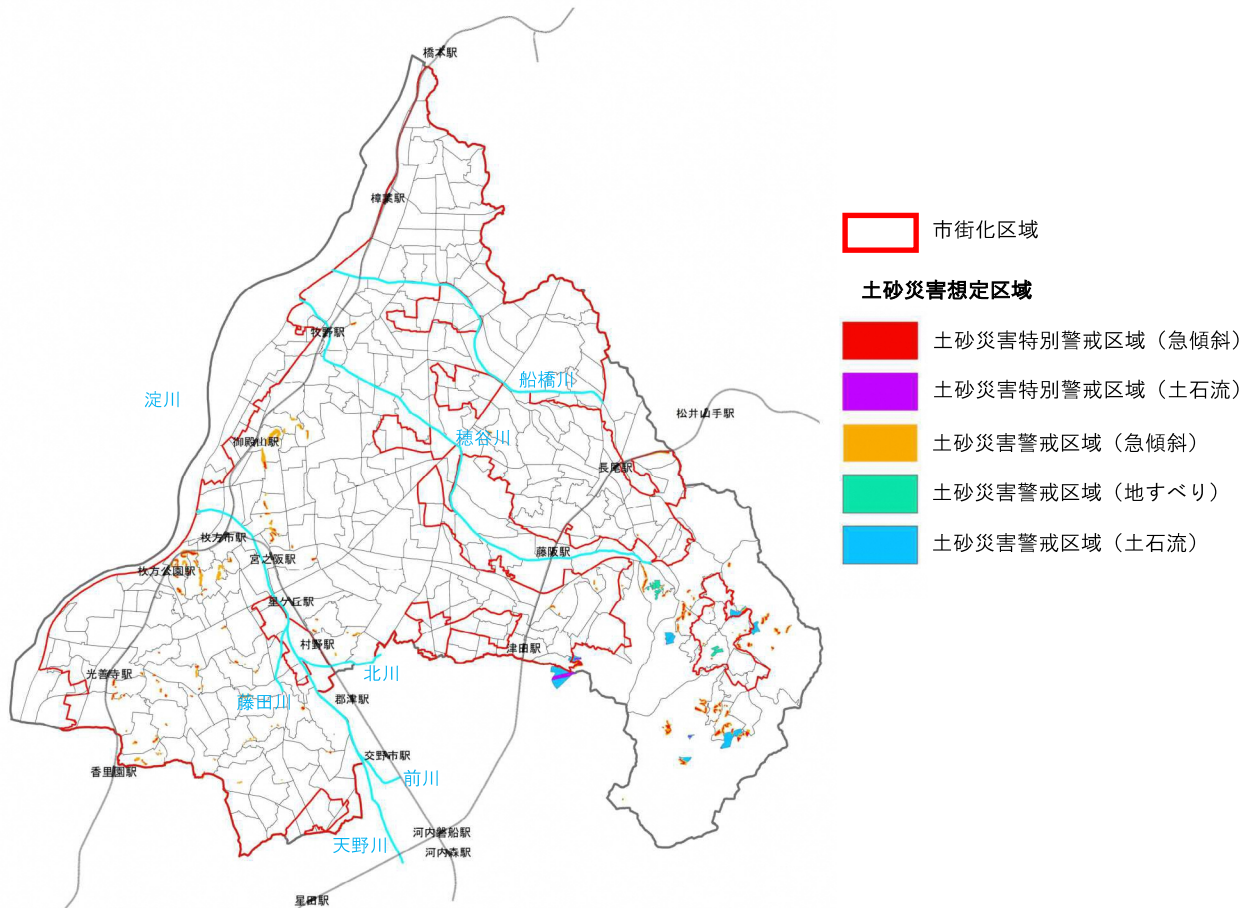 橋本駅
樟葉駅
市街化区域
土砂災害想定区域
牧野駅
土砂災害特別警戒区域（急傾斜）
船橋川
土砂災害特別警戒区域（土石流）
淀川
松井山手駅
御殿山駅
穂谷川
土砂災害警戒区域（急傾斜）
長尾駅
土砂災害警戒区域（地すべり）
枚方市駅
宮之阪駅
藤阪駅
土砂災害警戒区域（土石流）
枚方公園駅
星ケ丘駅
村野駅
津田駅
光善寺駅
北川
藤田川
郡津駅
交野市駅
香里園駅
前川
天野川
河内磐船駅
河内森駅
星田駅